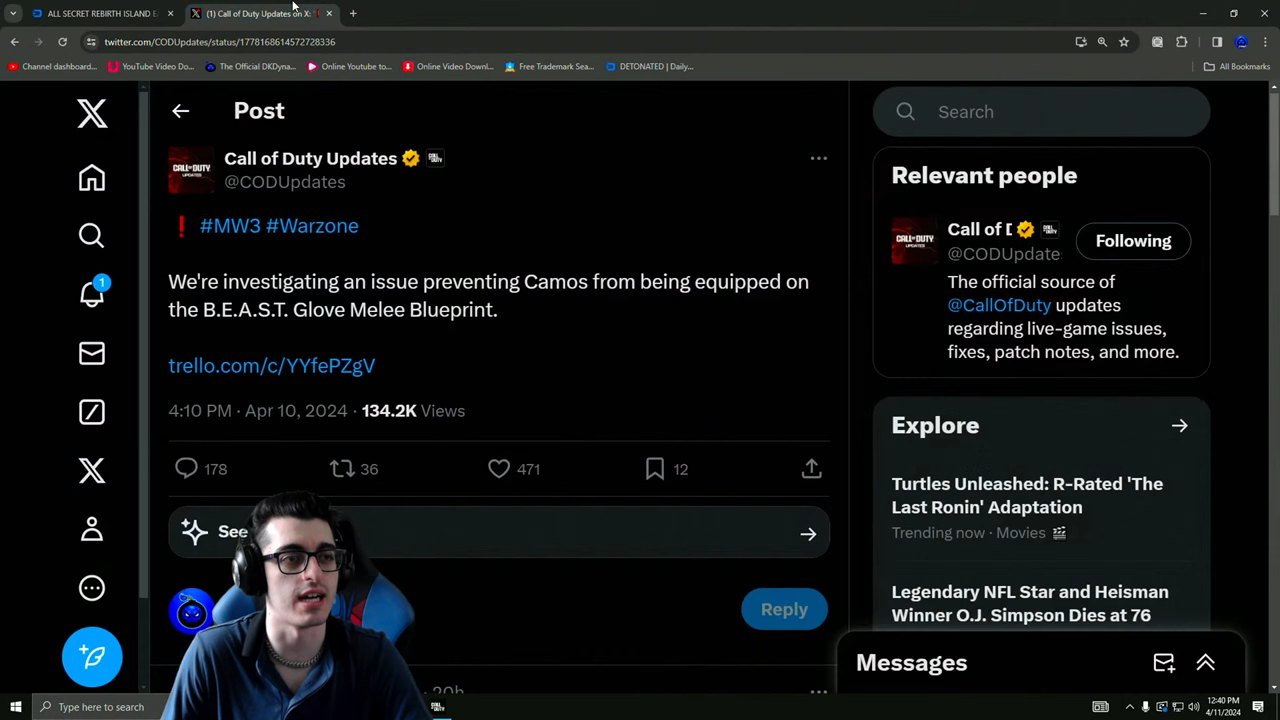 ALL SECRET REBIRTH ISLAND E
(1) Call of Duty Updates on X:
twitter.com/CODUpdates/status/1778168614572728336
Channel dashboard...
YouTube Video Do...
The Official DKDyna...
Online Youtube to...
Online Video Downl...
Free Trademark Sea...
DETONATED | Daily...
All Bookmarks
Post
Search
Call of Duty Updates
@CODUpdates
❗ #MW3 #Warzone
We're investigating an issue preventing Camos from being equipped on
the B.E.A.S.T. Glove Melee Blueprint.
trello.com/c/YYfePZgV
4:10 PM · Apr 10, 2024 · 134.2K Views
178
36
471
12
See
Reply
20h
1
Relevant people
Call of D
@CODUpdate
Following
The official source of
@CallOfDuty updates
regarding live-game issues,
fixes, patch notes, and more.
Explore
Turtles Unleashed: R-Rated 'The
Last Ronin' Adaptation
Trending now · Movies
Legendary NFL Star and Heisman
Winner O.J. Simpson Dies at 76
Messages
Type here to search
12:40 PM
4/11/2024